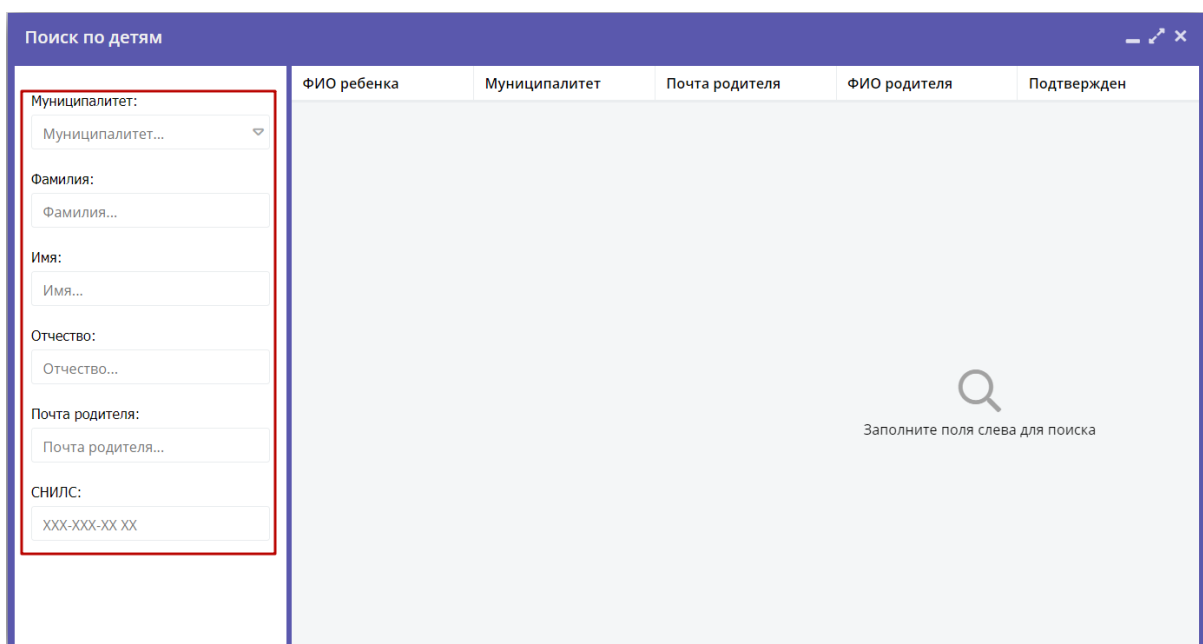 Поиск по детям
Муниципалитет:
Муниципалитет...
Фамилия:
Фамилия...
Имя:
Имя...
Отчество:
Отчество...
Почта родителя:
Почта родителя...
СНИЛС:
XXX-XXX-XX XX
ФИО ребенка Муниципалитет Почта родителя ФИО родителя Подтвержден
Заполните поля слева для поиска